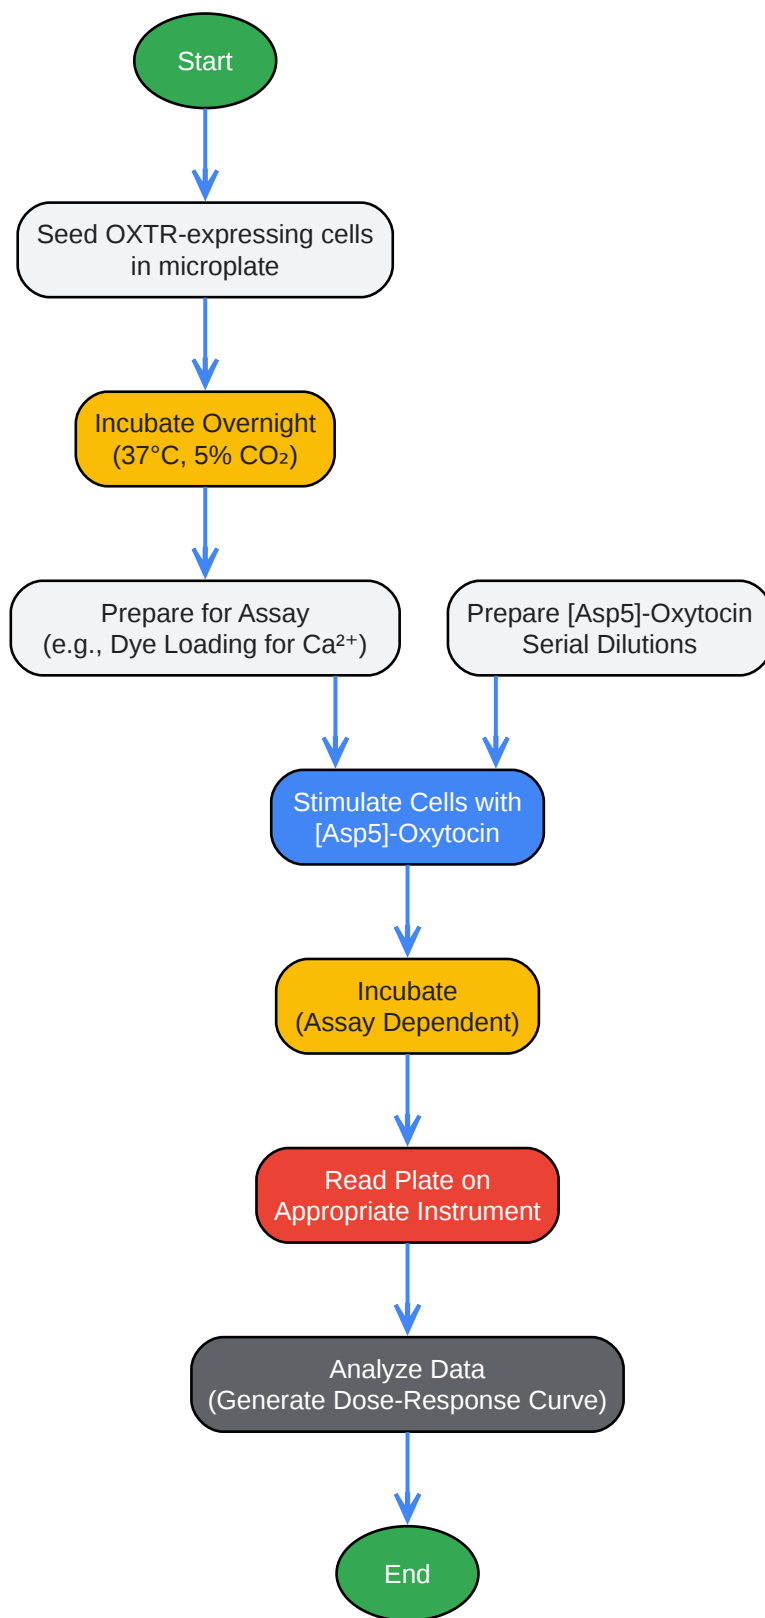 Start
Seed OXTR-expressing cells
in microplate
Incubate Overnight
(37°C, 5% CO₂)
Prepare for Assay
(e.g., Dye Loading for Ca²⁺)
Prepare [Asp5]-Oxytocin
Serial Dilutions
Stimulate Cells with
[Asp5]-Oxytocin
Incubate
(Assay Dependent)
Read Plate on
Appropriate Instrument
Analyze Data
(Generate Dose-Response Curve)
End